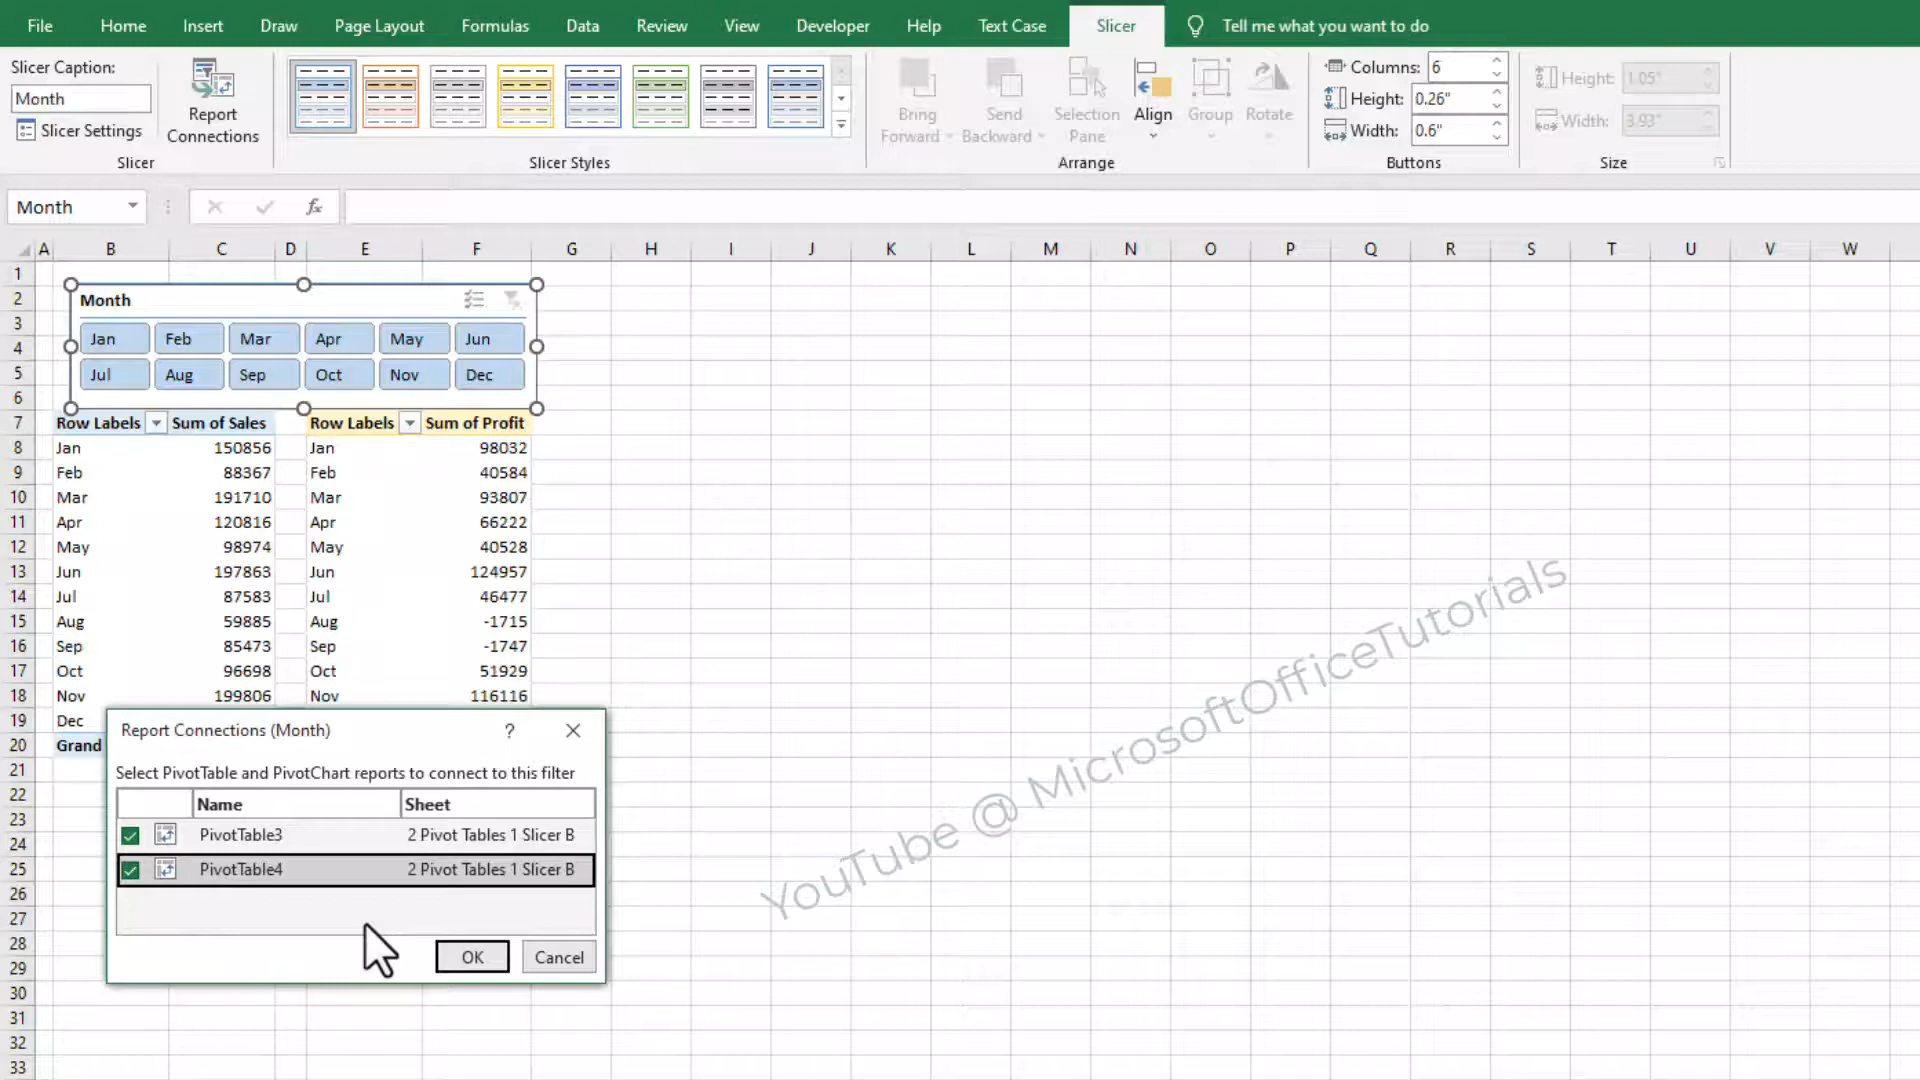 File Home Insert Draw Page Layout Formulas Data Review View Developer Help Text Case Slicer Tell me what you want to do
Slicer Caption:
Month
Slicer Settings
Report
Connections
Slicer
Slicer Styles
Bring
Forward
Send
Backward
Selection
Pane
Align
Group
Rotate
Arrange
Columns: 6
Height: 0.26"
Width: 0.6"
Buttons
Height: 1.05"
Width: 3.93"
Size
Month fx
A B C D E F G H I J K L M N O P Q R S T U V W
1
2 Month
3
4 Jan Feb Mar Apr May Jun
5 Jul Aug Sep Oct Nov Dec
6
7 Row Labels Sum of Sales Row Labels Sum of Profit
8 Jan 150856 Jan 98032
9 Feb 88367 Feb 40584
10 Mar 191710 Mar 93807
11 Apr 120816 Apr 66222
12 May 98974 May 40528
13 Jun 197863 Jun 124957
14 Jul 87583 Jul 46477
15 Aug 59885 Aug -1715
16 Sep 85473 Sep -1747
17 Oct 96698 Oct 51929
18 Nov 199806 Nov 116116
19 Dec
20 Grand
21
22
23
24
25
26
27
28
29
30
31
32
33
Report Connections (Month) ?
Select PivotTable and PivotChart reports to connect to this filter
Name Sheet
PivotTable3 2 Pivot Tables 1 Slicer B
PivotTable4 2 Pivot Tables 1 Slicer B
OK Cancel
YouTube @ MicrosoftOfficeTutorials